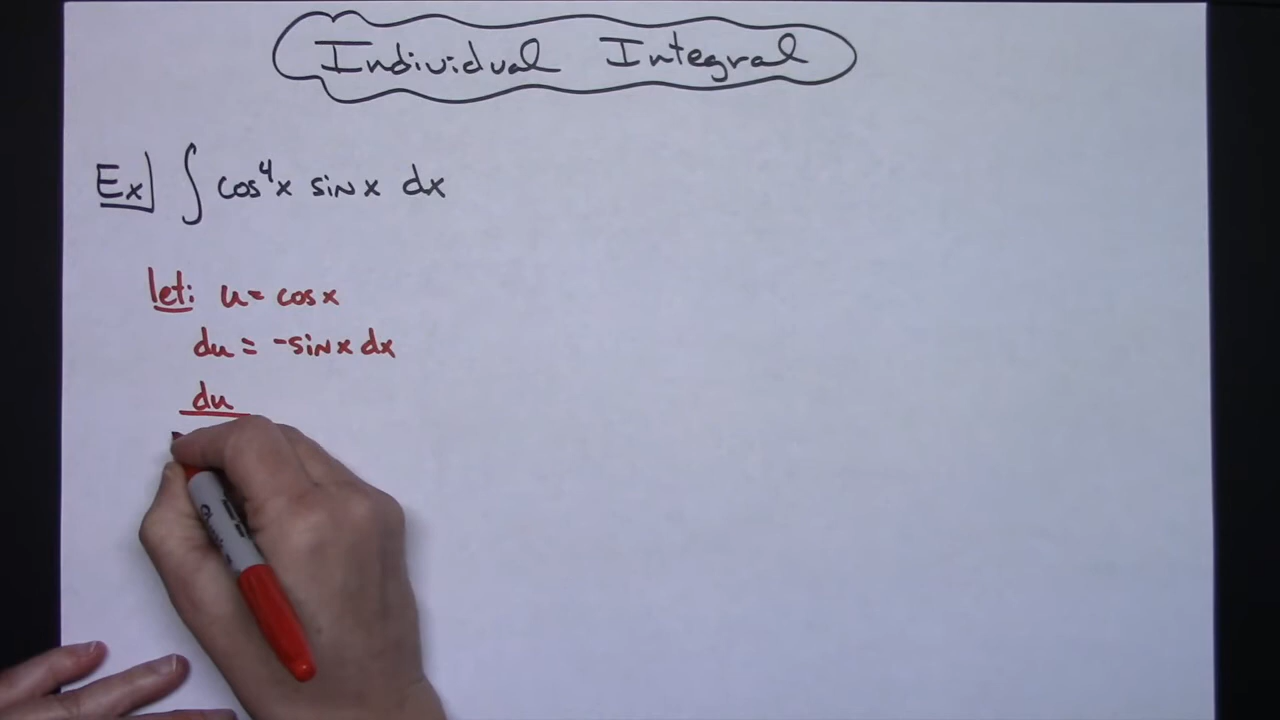 Individual Integral
Ex] ∫ cos⁴x sin x dx
let: u = cos x
du = -sin x dx
du